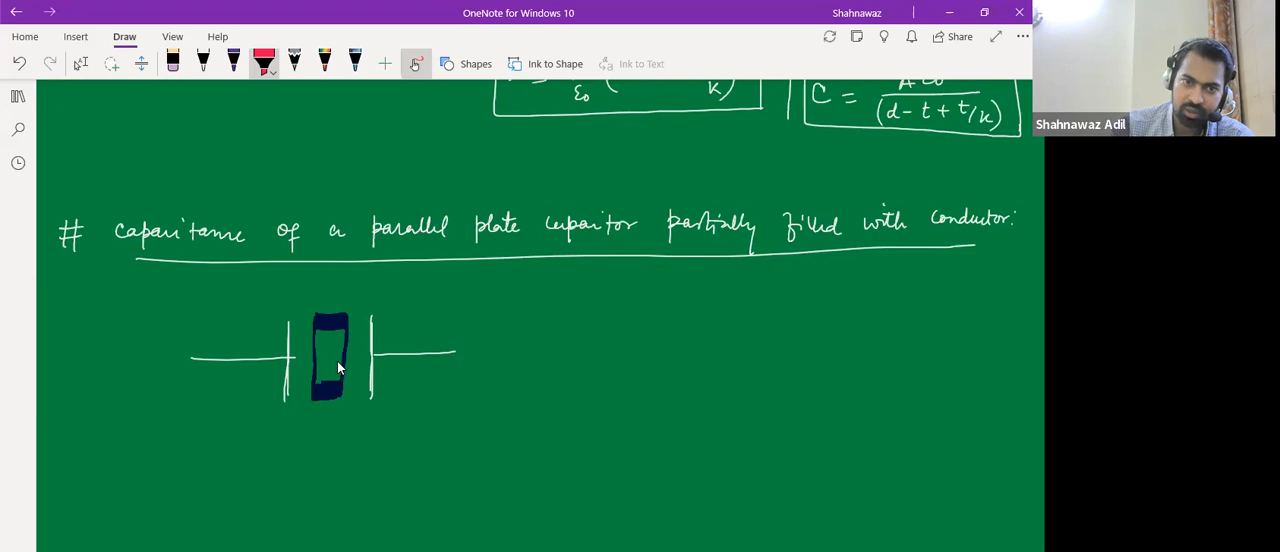 OneNote for Windows 10
Shahnawaz
Home Insert Draw View Help
Share
Shapes Ink to Shape Ink to Text
ε₀ ( k)
C = Aε₀
(d - t + t/k)
Shahnawaz Adil
# capacitance of a parallel plate capacitor partially filled with conductor: